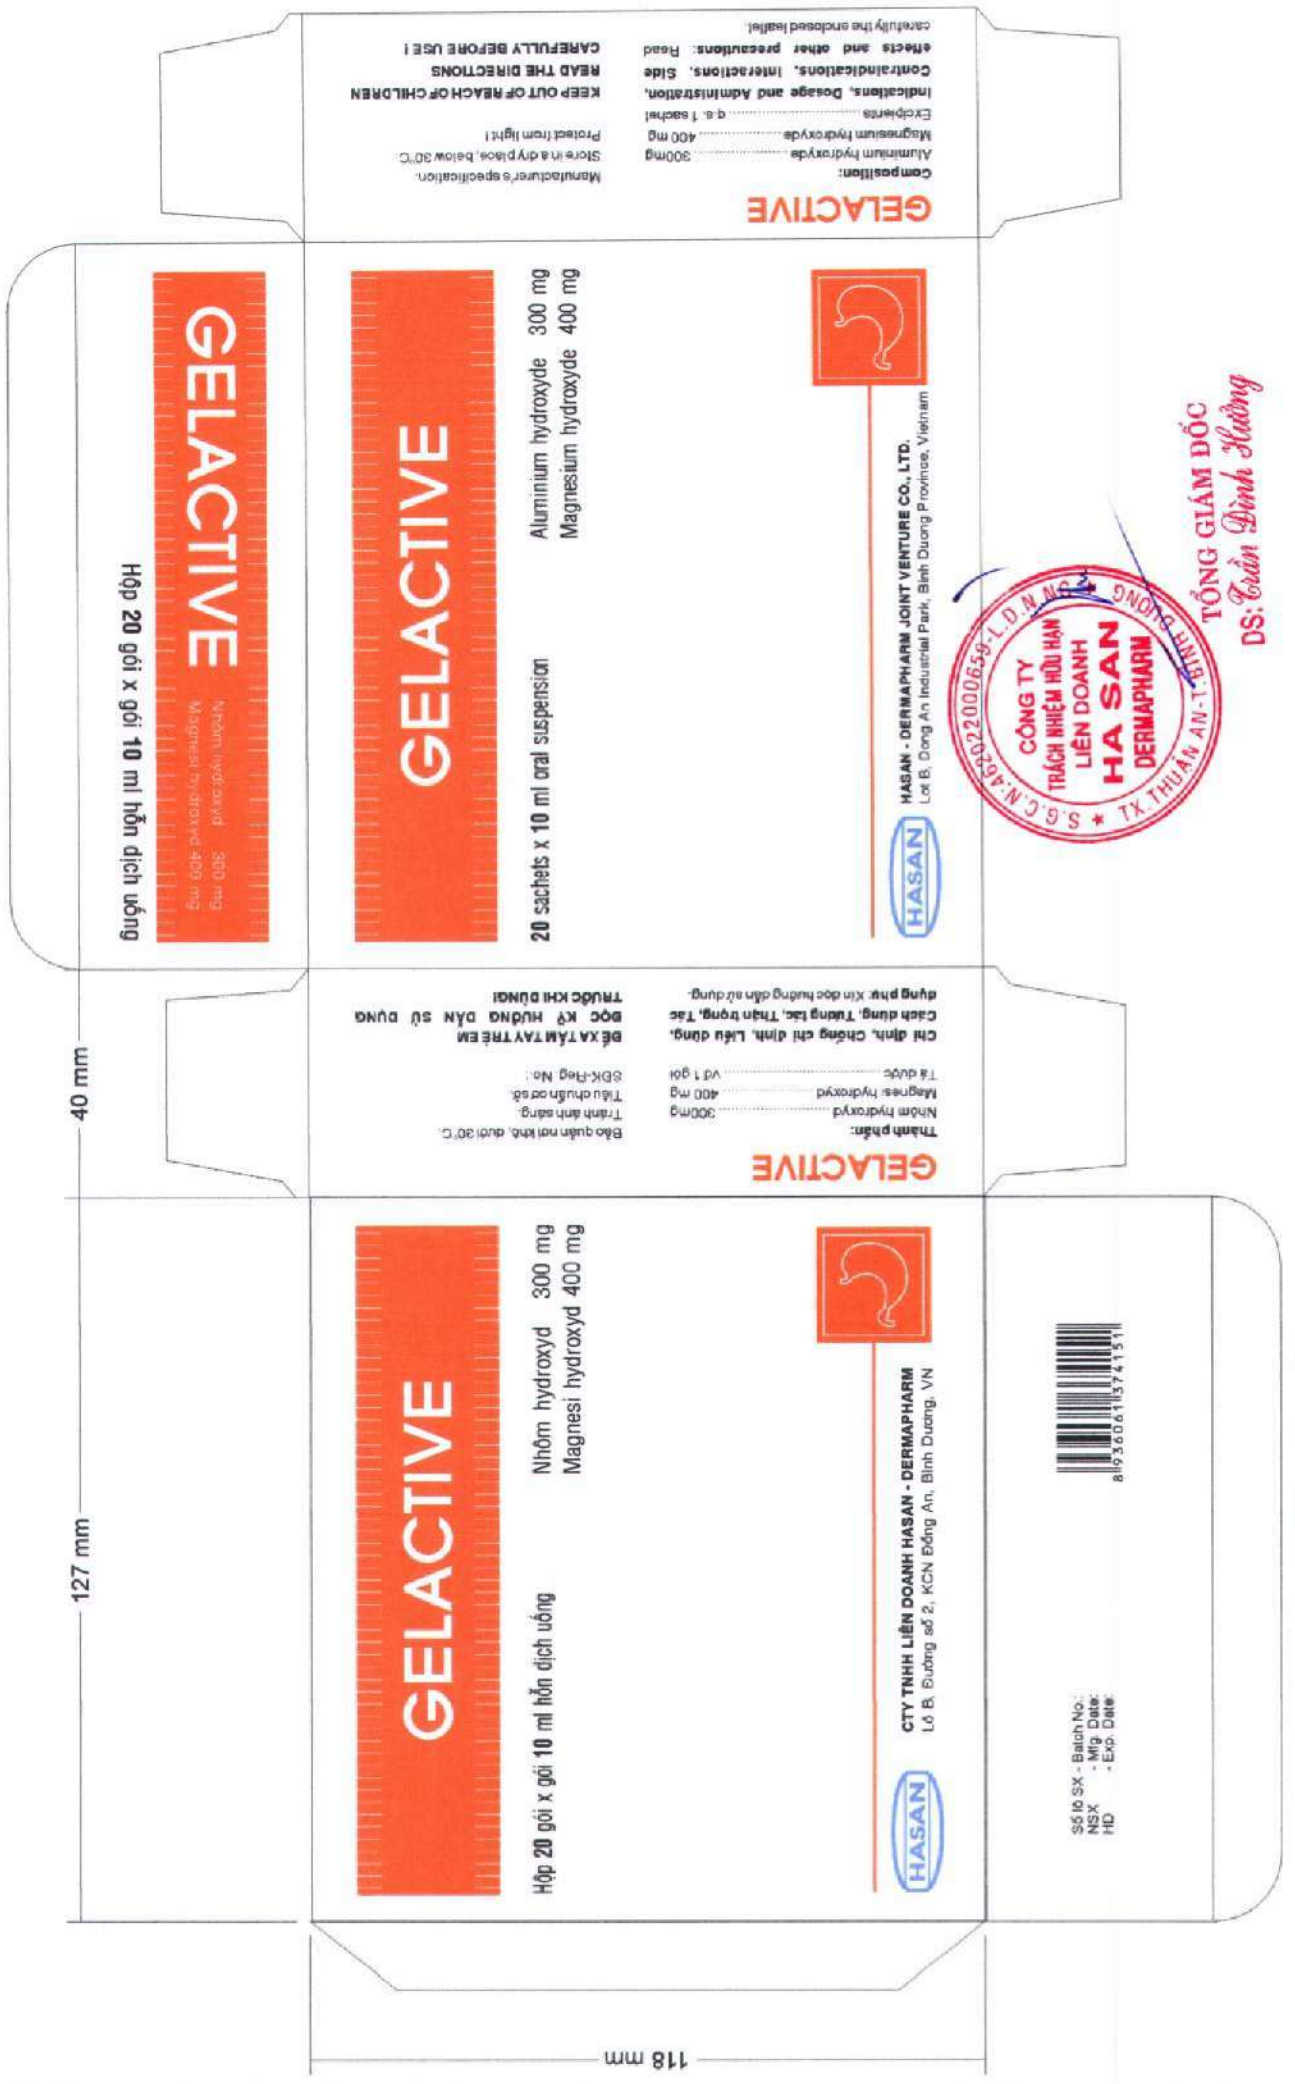 127 mm
40 mm
118 mm
Hộp 20 gói x gói 10 ml hỗn dịch uống
GELACTIVE
Nhôm hydroxyd 300 mg
Magnesi hydroxyd 400 mg
GELACTIVE
20 sachets x 10 ml oral suspension
Aluminium hydroxyde 300 mg
Magnesium hydroxyde 400 mg
HASAN
HASAN - DERMAPHARM JOINT VENTURE CO., LTD.
Lot B, Dong An Industrial Park, Binh Duong Province, Vietnam
GELACTIVE
Composition:
Aluminium hydroxyde ........ 300mg
Magnesium hydroxyde ........ 400 mg
Excipients ........ q.s. 1 sachet
Indications, Dosage and Administration,
Contraindications, Interactions, Side
effects and other precautions: Read
carefully the enclosed leaflet.
Manufacturer's specification.
Store in a dry place, below 30°C.
Protect from light !
KEEP OUT OF REACH OF CHILDREN
READ THE DIRECTIONS
CAREFULLY BEFORE USE !
GELACTIVE
Thành phần:
Nhôm hydroxyd ........ 300mg
Magnesi hydroxyd ........ 400 mg
Tá dược ........ vđ 1 gói
Chỉ định, Chống chỉ định, Liều dùng,
Cách dùng, Tương tác, Thận trọng, Tác
dụng phụ: Xin đọc hướng dẫn sử dụng.
Bảo quản nơi khô, dưới 30°C.
Tránh ánh sáng.
Tiêu chuẩn cơ sở.
SĐK-Reg. No.:
ĐỂ XA TẦM TAY TRẺ EM
ĐỌC KỸ HƯỚNG DẪN SỬ DỤNG
TRƯỚC KHI DÙNG!
GELACTIVE
Hộp 20 gói x gói 10 ml hỗn dịch uống
Nhôm hydroxyd 300 mg
Magnesi hydroxyd 400 mg
HASAN
CTY TNHH LIÊN DOANH HASAN - DERMAPHARM
Lô B, Đường số 2, KCN Đồng An, Bình Dương, VN
Số lô SX - Batch No.:
NSX - Mfg. Date:
HD - Exp. Date:
8 936061 374151
S.G.C.N:462022000659-L.D.N.N
TX.THUẬN AN-T.BÌNH DƯƠNG
CÔNG TY
TRÁCH NHIỆM HỮU HẠN
LIÊN DOANH
HA SAN
DERMAPHARM
TỔNG GIÁM ĐỐC
DS: Trần Đình Hưởng